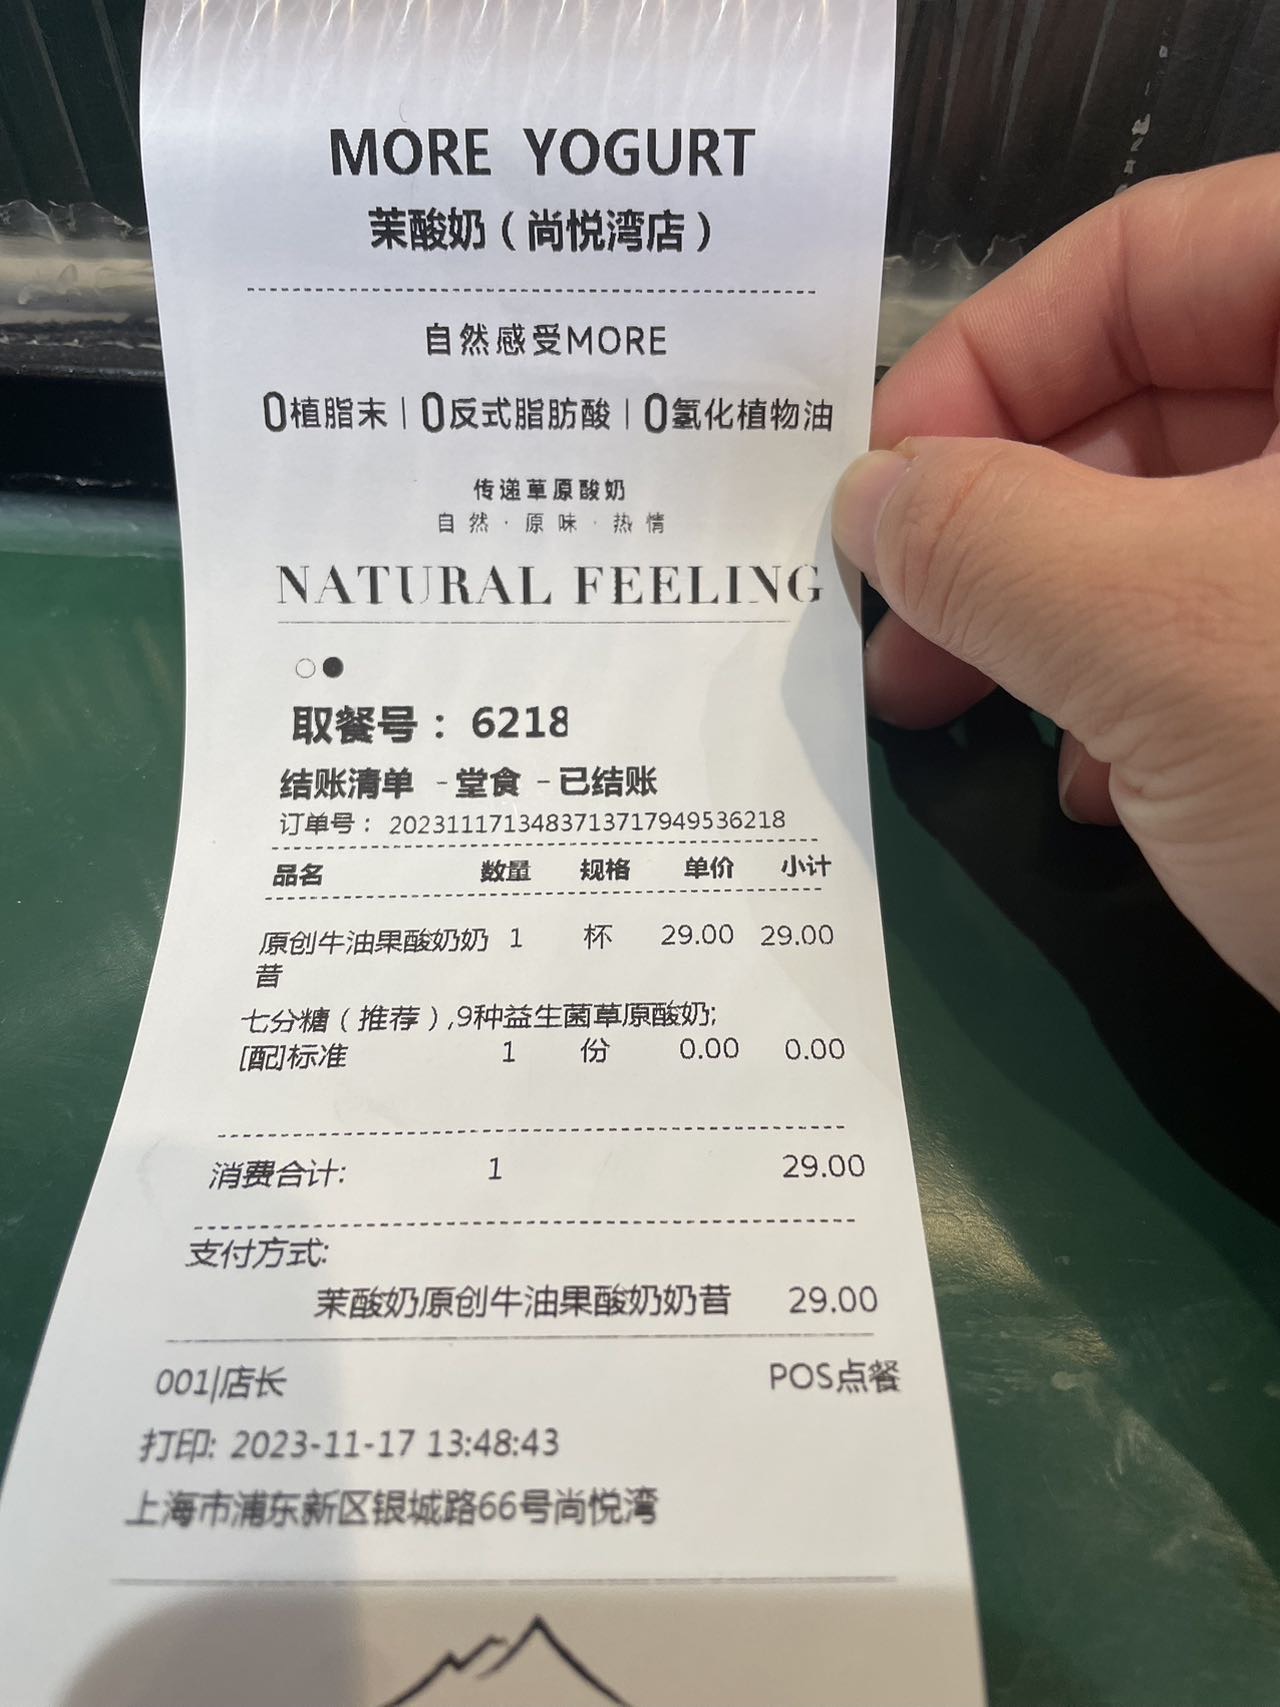 MORE YOGURT
茉酸奶（尚悦湾店）
自然感受MORE
0植脂末 | 0反式脂肪酸 | 0氢化植物油
传递草原酸奶
自然·原味·热情
NATURAL FEELING
取餐号：6218
结账清单 -堂食 -已结账
订单号：20231117134837137179495 36218
品名 数量 规格 单价 小计
原创牛油果酸奶奶 1 杯 29.00 29.00
昔
七分糖（推荐）,9种益生菌草原酸奶;
[配]标准 1 份 0.00 0.00
消费合计: 1 29.00
支付方式:
茉酸奶原创牛油果酸奶奶昔 29.00
001|店长 POS点餐
打印: 2023-11-17 13:48:43
上海市浦东新区银城路66号尚悦湾